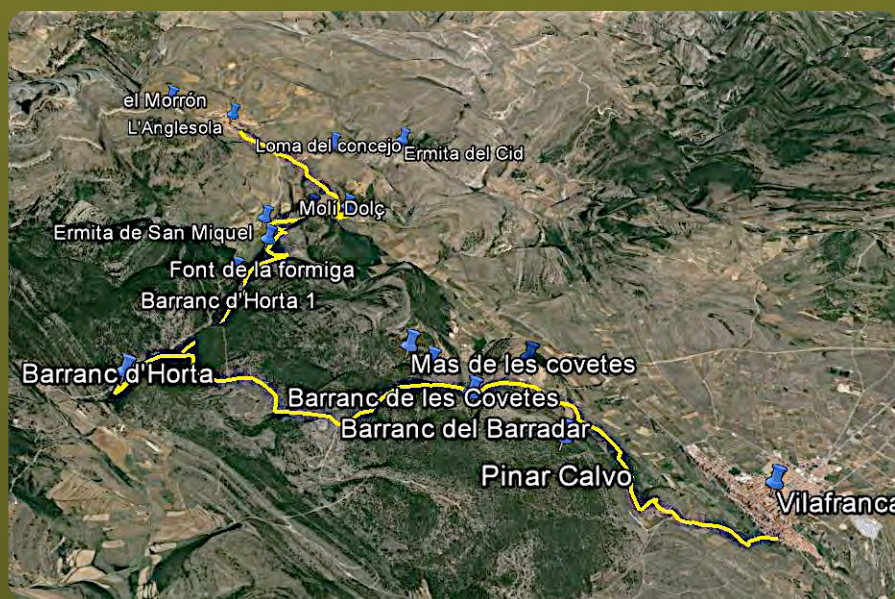 el Morrón
L'Anglesola
Loma del concejo
Ermita del Cid
Molí Dolç
Ermita de San Miquel
Font de la formiga
Barranc d'Horta 1
Barranc d'Horta
Mas de les covetes
Barranc de les Covetes
Barranc del Barradar
Pinar Calvo
Vilafranca